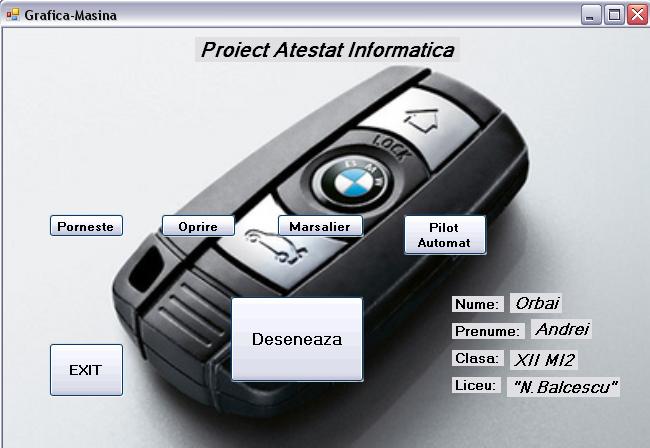 Grafica-Masina
Proiect Atestat Informatica
LOCK
BMW
Porneste
Oprire
Marsalier
Pilot
Automat
Deseneaza
EXIT
Nume: Orbai
Prenume: Andrei
Clasa: XII MI2
Liceu: "N.Balcescu"